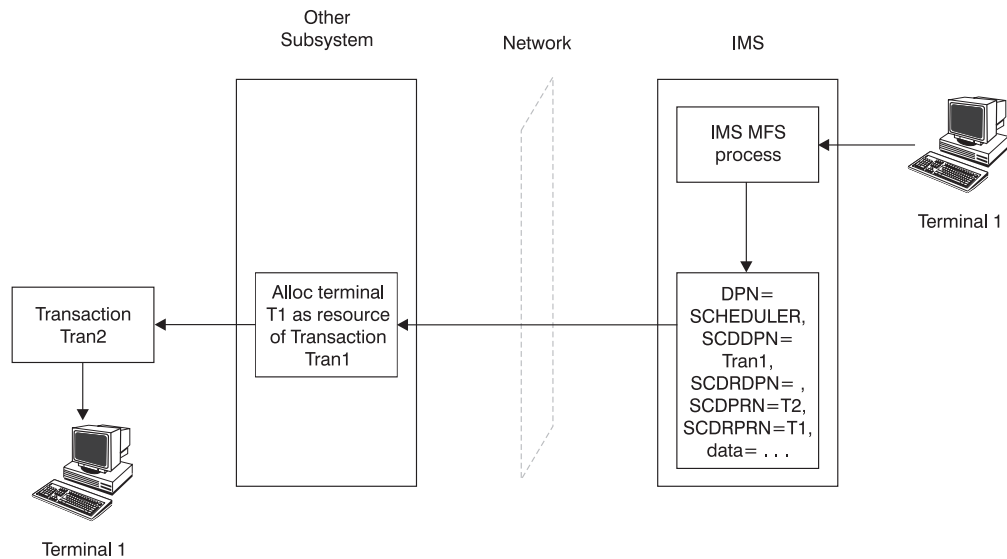 Other
Subsystem
Network
IMS
IMS MFS
process
Terminal 1
Transaction
Tran2
Alloc terminal
T1 as resource
of Transaction
Tran1
DPN=
SCHEDULER,
SCDDPN=
Tran1,
SCDRDPN= ,
SCDPRN=T2,
SCDRPRN=T1,
data= . . .
Terminal 1